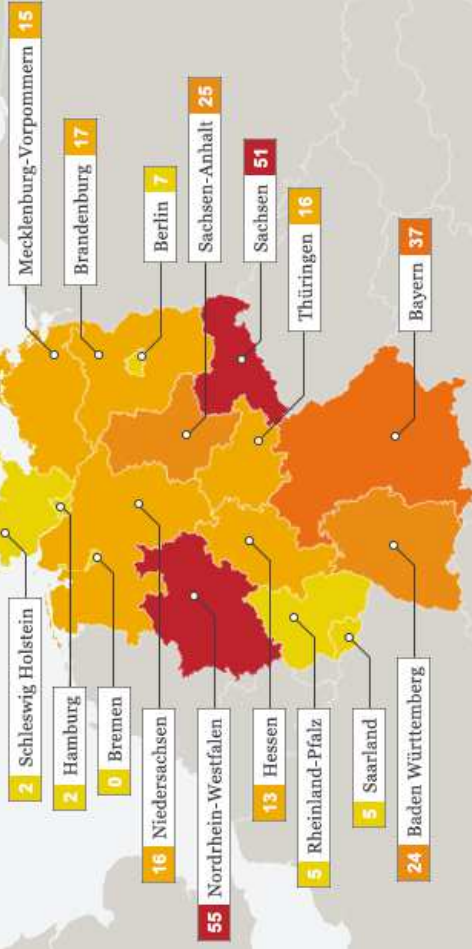 2 Schleswig Holstein
2 Hamburg
0 Bremen
16 Niedersachsen
55 Nordrhein-Westfalen
13 Hessen
5 Rheinland-Pfalz
5 Saarland
24 Baden Württemberg
Mecklenburg-Vorpommern 15
Brandenburg 17
Berlin 7
Sachsen-Anhalt 25
Sachsen 51
Thüringen 16
Bayern 37